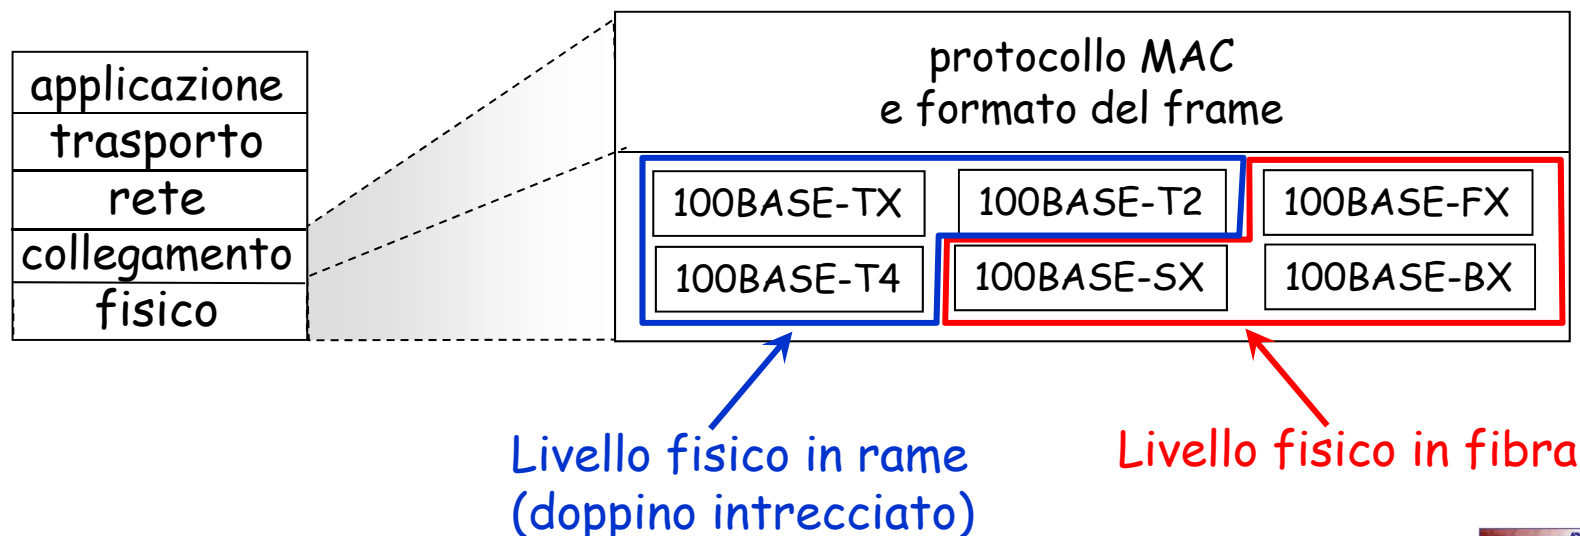 applicazione
trasporto
rete
collegamento
fisico
protocollo MAC
e formato del frame
100BASE-TX
100BASE-T2
100BASE-FX
100BASE-T4
100BASE-SX
100BASE-BX
Livello fisico in rame
(doppino intrecciato)
Livello fisico in fibra